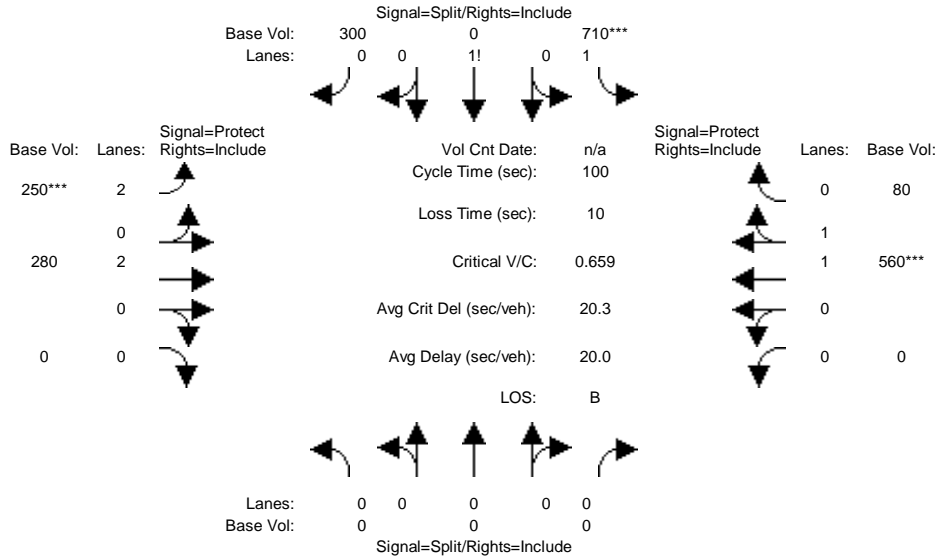 Signal=Split/Rights=Include
Base Vol: 300 0 710***
Lanes: 0 0 1! 0 1
Signal=Protect
Base Vol: Lanes: Rights=Include
Vol Cnt Date: n/a
Signal=Protect
Rights=Include Lanes: Base Vol:
Cycle Time (sec): 100
250*** 2
0 80
Loss Time (sec): 10
0
1
280 2
Critical V/C: 0.659
1 560***
0
Avg Crit Del (sec/veh): 20.3
0
0 0
Avg Delay (sec/veh): 20.0
0 0
LOS: B
Lanes: 0 0 0 0 0
Base Vol: 0 0 0
Signal=Split/Rights=Include